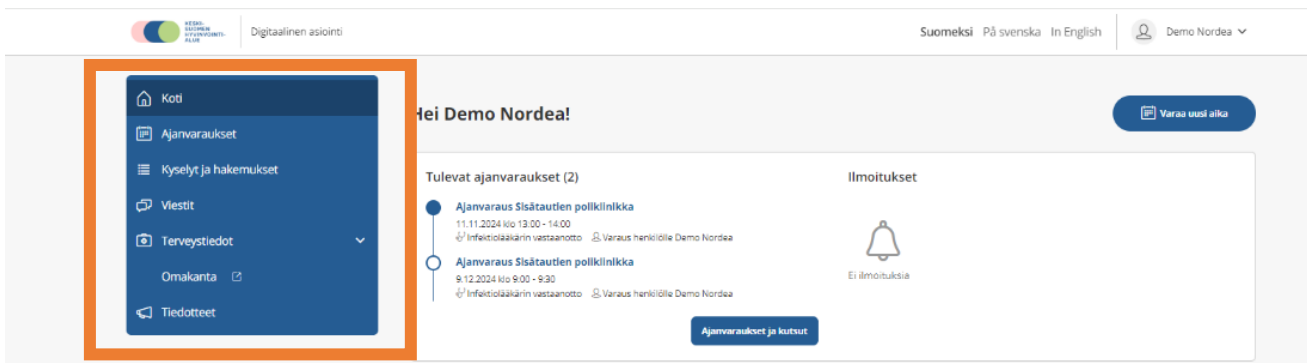 KESKI-
SUOMEN
HYVINVOINTI-
ALUE
Digitaalinen asiointi
Suomeksi På svenska In English
Demo Nordea
Koti
Ajanvaraukset
Kyselyt ja hakemukset
Viestit
Terveystiedot
Omakanta
Tiedotteet
Hei Demo Nordea!
Varaa uusi aika
Tulevat ajanvaraukset (2)
Ajanvaraus Sisätautien poliklinikka
11.11.2024 klo 13:00 - 14:00
Infektiolääkärin vastaanotto Varaus henkilölle Demo Nordea
Ajanvaraus Sisätautien poliklinikka
9.12.2024 klo 9:00 - 9:30
Infektiolääkärin vastaanotto Varaus henkilölle Demo Nordea
Ajanvaraukset ja kutsut
Ilmoitukset
Ei ilmoituksia